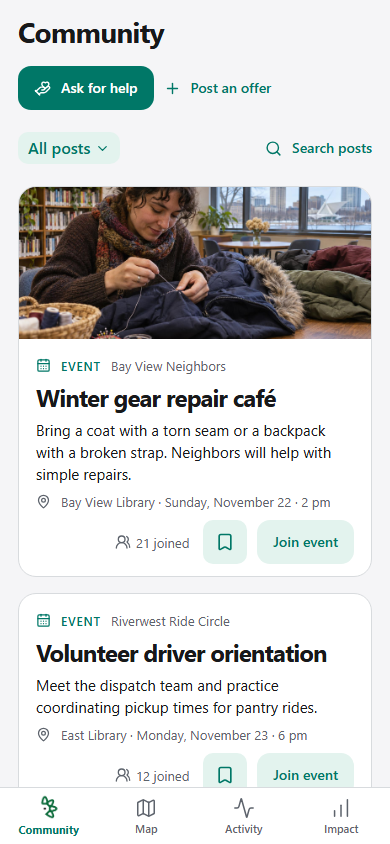 Community
Ask for help
Post an offer
All posts
Search posts
EVENT Bay View Neighbors
Winter gear repair café
Bring a coat with a torn seam or a backpack
with a broken strap. Neighbors will help with
simple repairs.
Bay View Library · Sunday, November 22 · 2 pm
21 joined
Join event
EVENT Riverwest Ride Circle
Volunteer driver orientation
Meet the dispatch team and practice
coordinating pickup times for pantry rides.
East Library · Monday, November 23 · 6 pm
12 joined
Join event
Community
Map
Activity
Impact